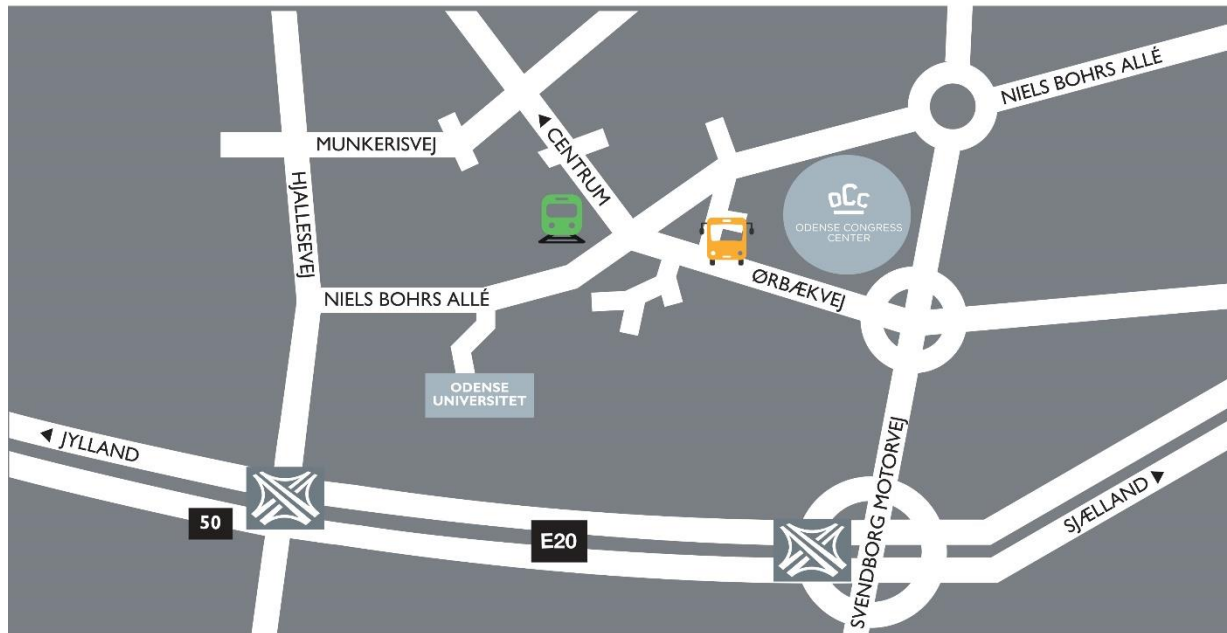 NIELS BOHRS ALLÉ
MUNKERISVEJ
CENTRUM
HJALLESEVEJ
OCC
ODENSE CONGRESS
CENTER
NIELS BOHRS ALLÉ
ØRBÆKVEJ
ODENSE
UNIVERSITET
JYLLAND
50
E20
SVENDBORG MOTORVEJ
SJÆLLAND